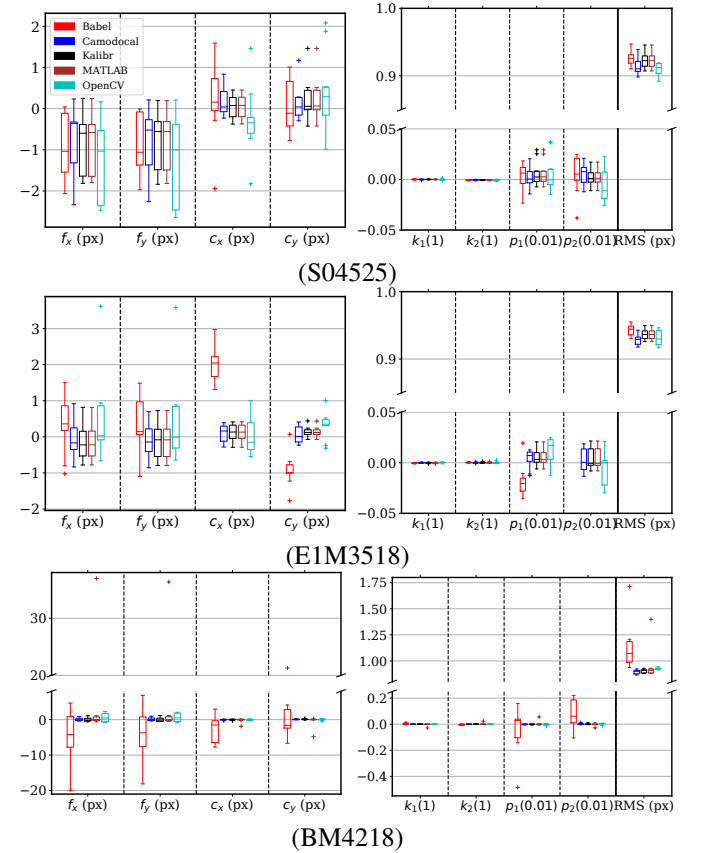 2
1
0
−1
−2
Babel
Camodocal
Kalibr
MATLAB
OpenCV
f_x (px) f_y (px) c_x (px) c_y (px)
1.0
0.9
0.05
0.00
−0.05
k_1(1) k_2(1) p_1(0.01) p_2(0.01) RMS (px)
(S04525)
3
2
1
0
−1
−2
f_x (px) f_y (px) c_x (px) c_y (px)
1.0
0.9
0.05
0.00
−0.05
k_1(1) k_2(1) p_1(0.01) p_2(0.01) RMS (px)
(E1M3518)
30
20
0
−10
−20
f_x (px) f_y (px) c_x (px) c_y (px)
1.75
1.50
1.25
1.00
0.2
0.0
−0.2
−0.4
k_1(1) k_2(1) p_1(0.01) p_2(0.01) RMS (px)
(BM4218)